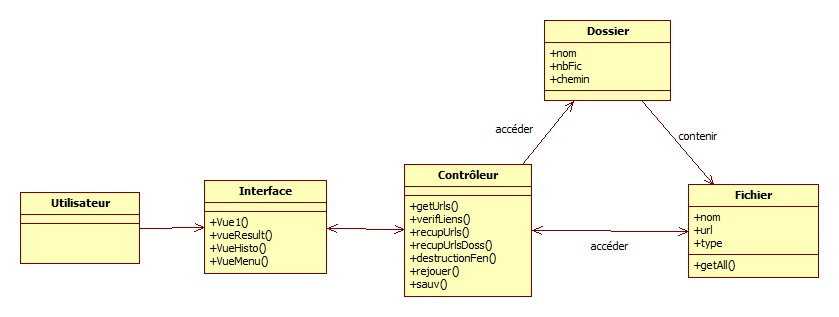 Dossier
+nom
+nbFic
+chemin
accéder
contenir
Utilisateur
Interface
+Vue1()
+vueResult()
+VueHisto()
+VueMenu()
Contrôleur
+getUrls()
+verifLiens()
+recupUrls()
+recupUrlsDoss()
+destructionFen()
+rejouer()
+sauv()
accéder
Fichier
+nom
+url
+type
+getAll()